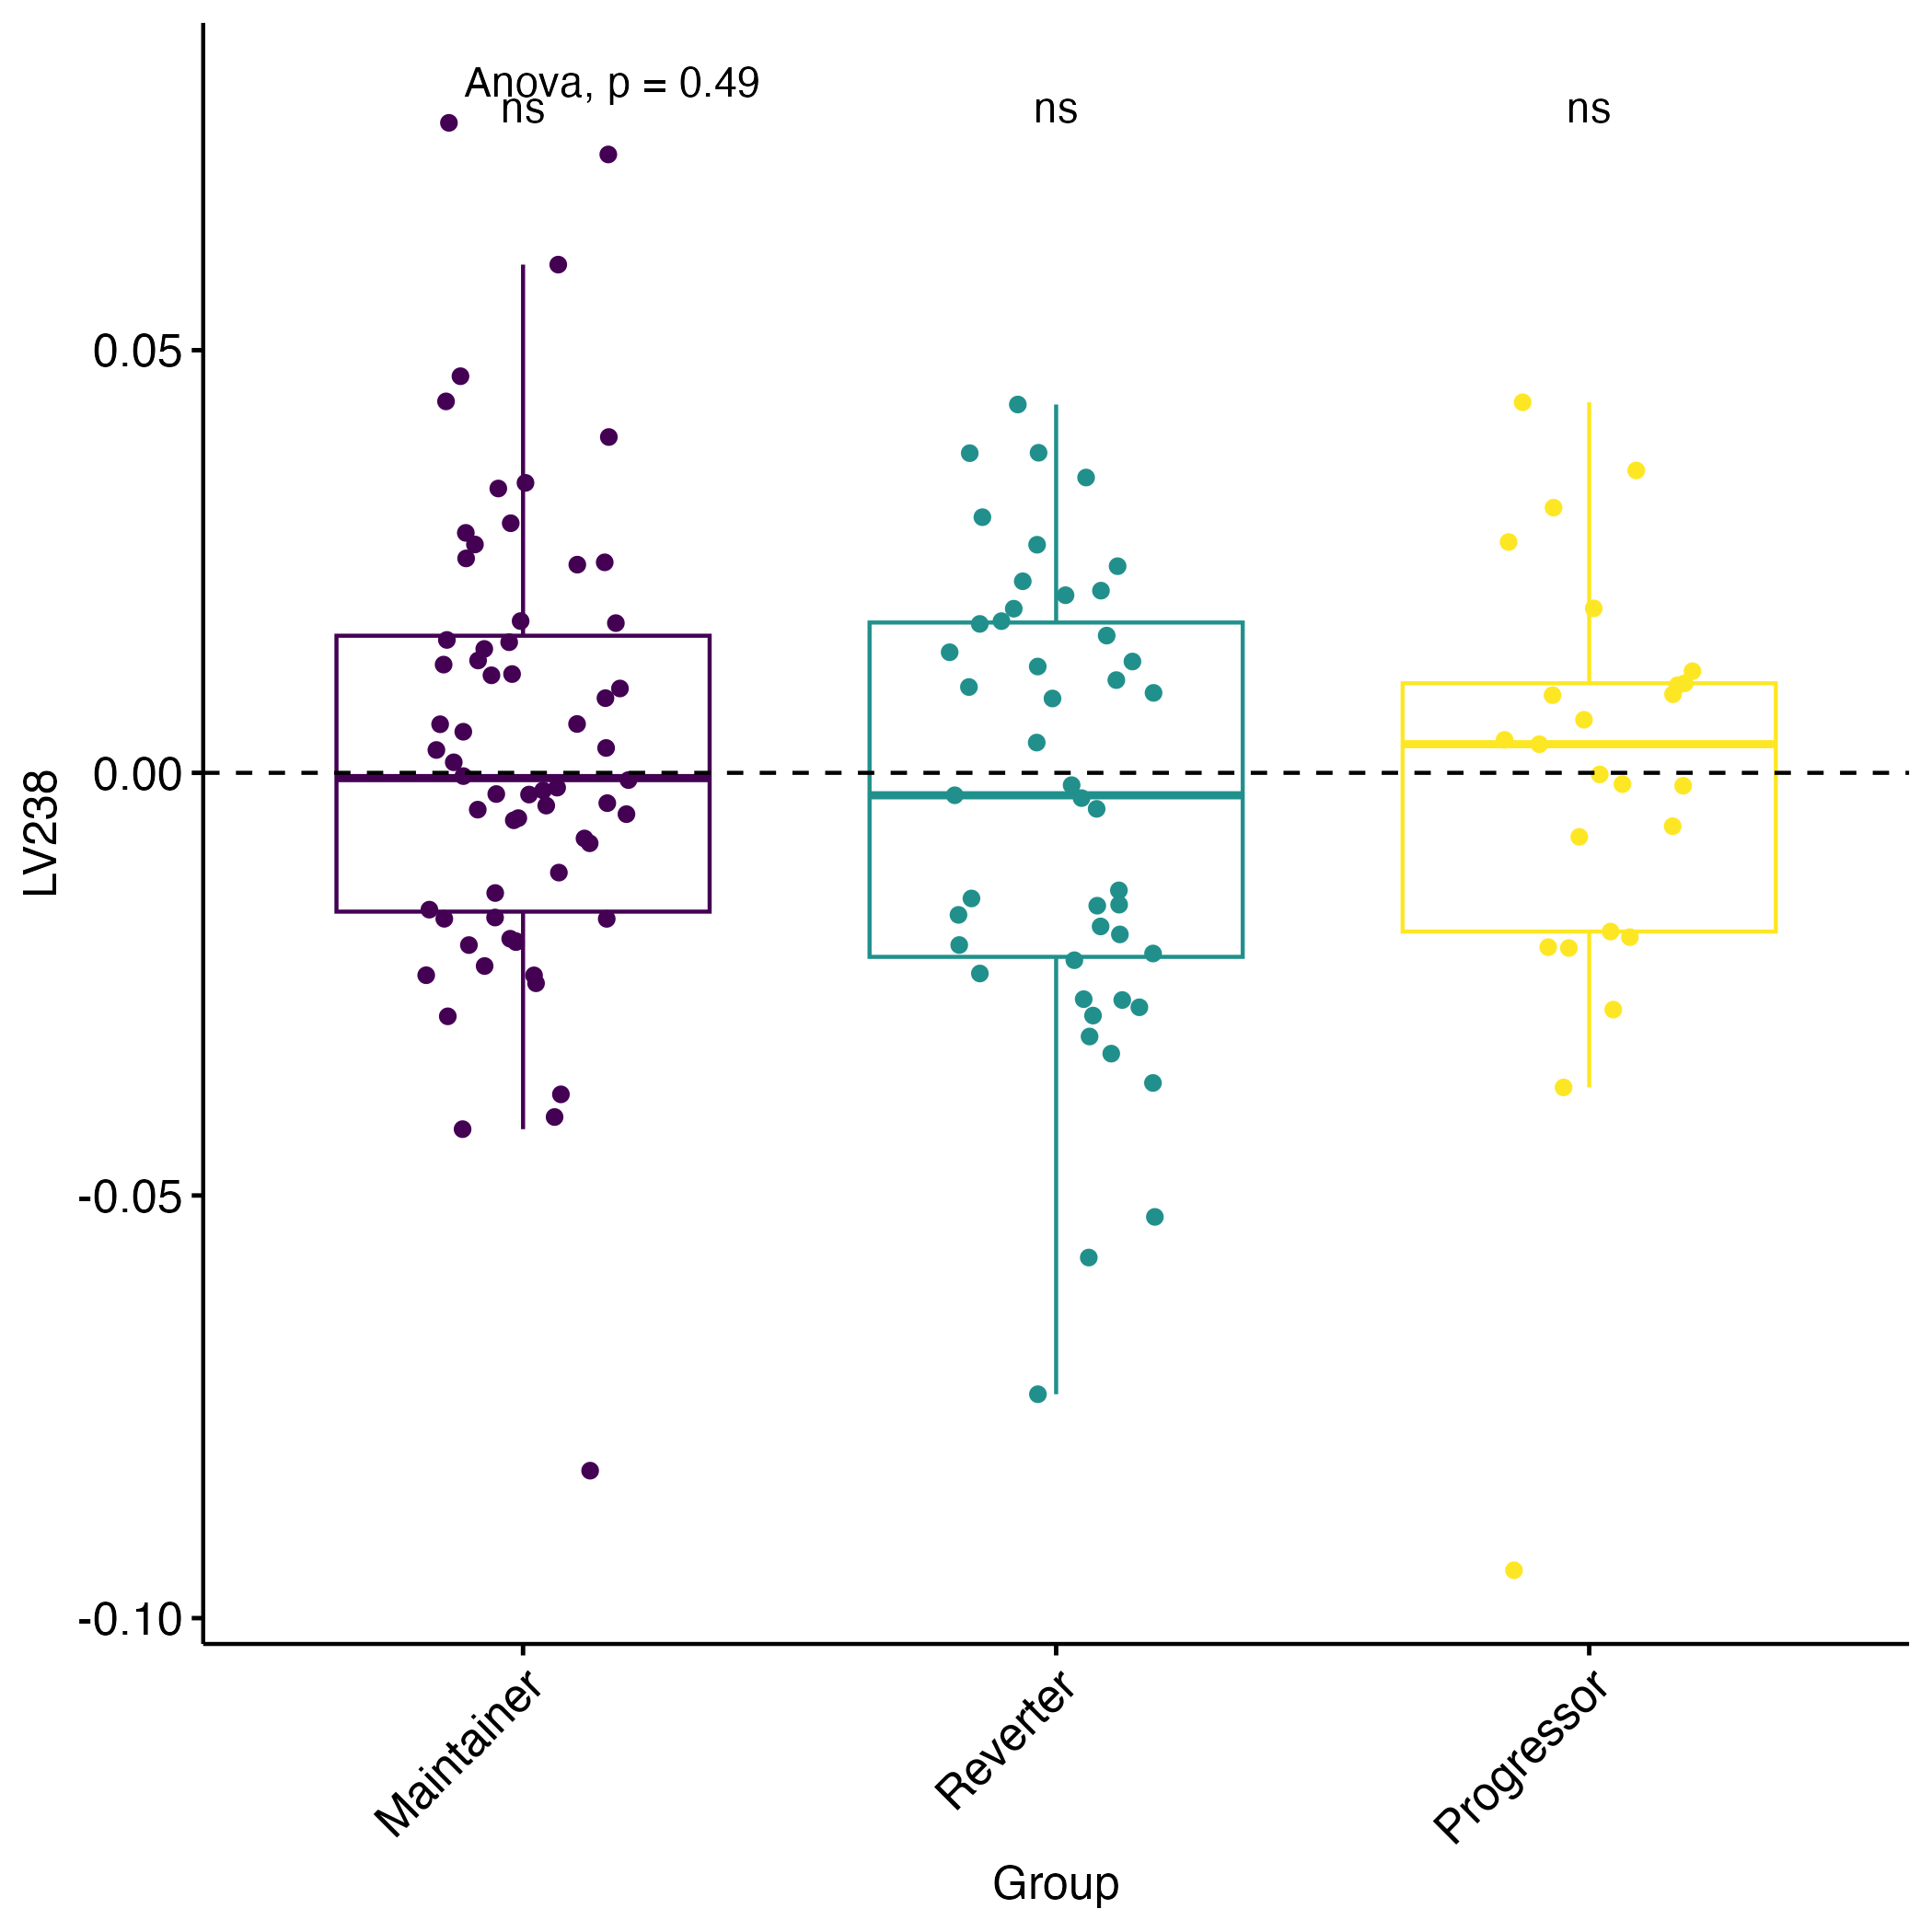 Anova, p = 0.49
ns ns ns
0.05
0.00
-0.05
-0.10
LV238
Maintainer
Reverter
Progressor
Group